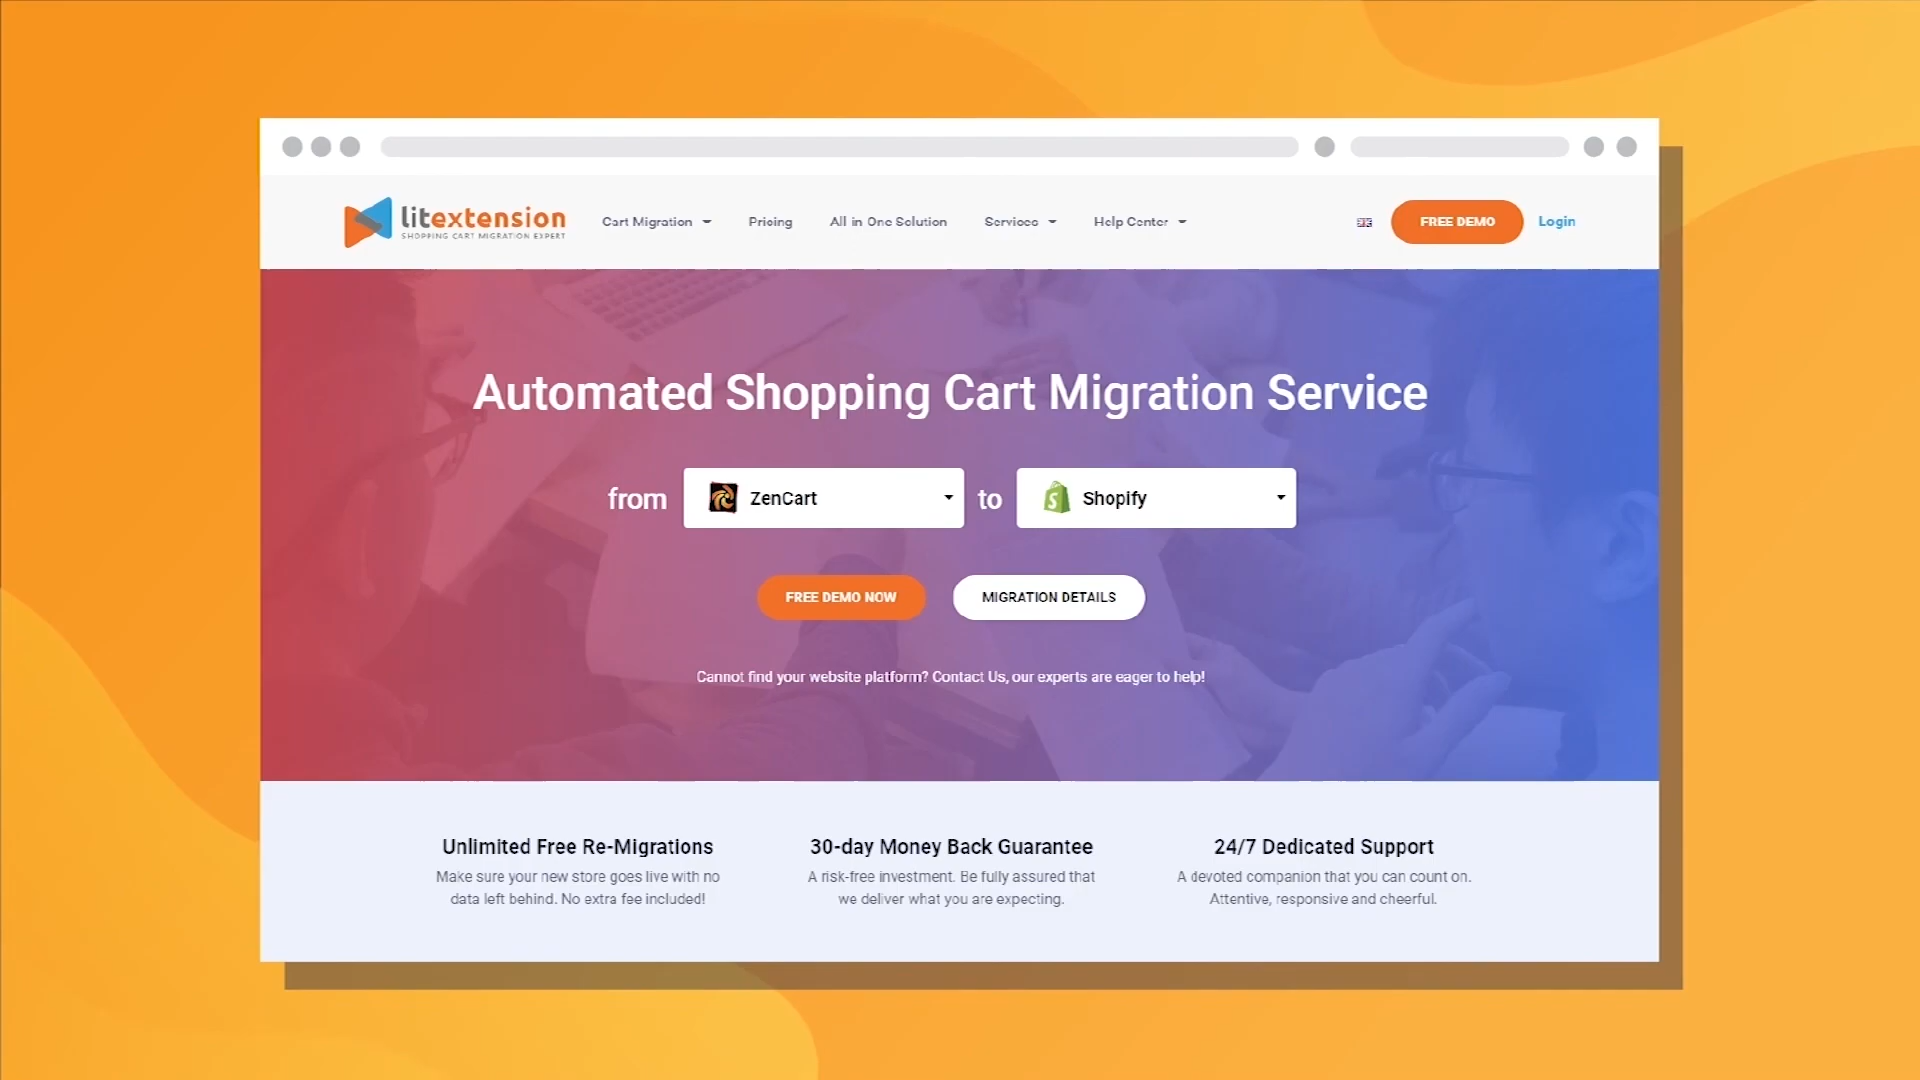 litextension
SHOPPING CART MIGRATION EXPERT
Cart Migration
Pricing
All-in-One Solution
Services
Help Center
FREE DEMO
Login
Automated Shopping Cart Migration Service
from
ZenCart
to
Shopify
FREE DEMO NOW
MIGRATION DETAILS
Cannot find your website platform? Contact Us, our experts are eager to help!
Unlimited Free Re-Migrations
Make sure your new store goes live with no
data left behind. No extra fee included!
30-day Money Back Guarantee
A risk-free investment. Be fully assured that
we deliver what you are expecting.
24/7 Dedicated Support
A devoted companion that you can count on.
Attentive, responsive and cheerful.